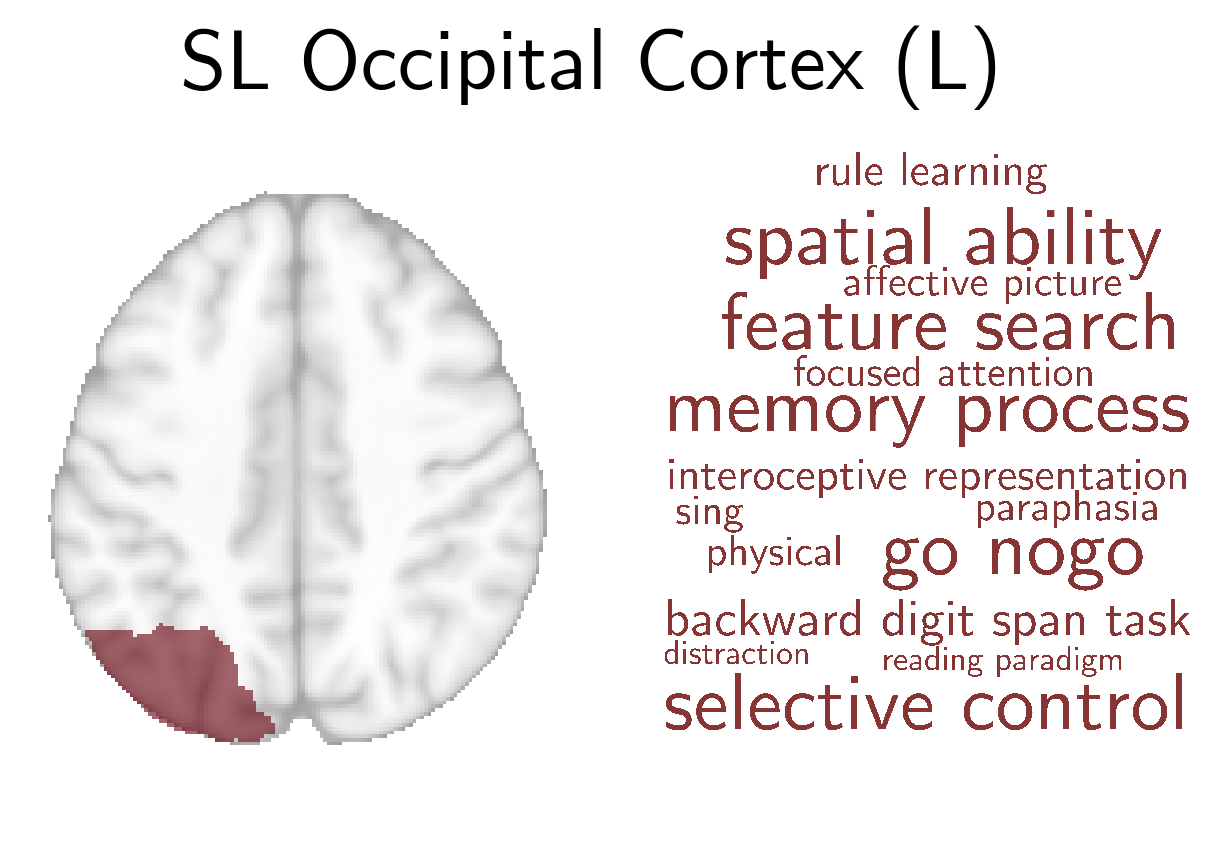 SL Occipital Cortex (L)
rule learning
spatial ability
affective picture
feature search
focused attention
memory process
interoceptive representation
sing paraphasia
physical go nogo
backward digit span task
distraction reading paradigm
selective control